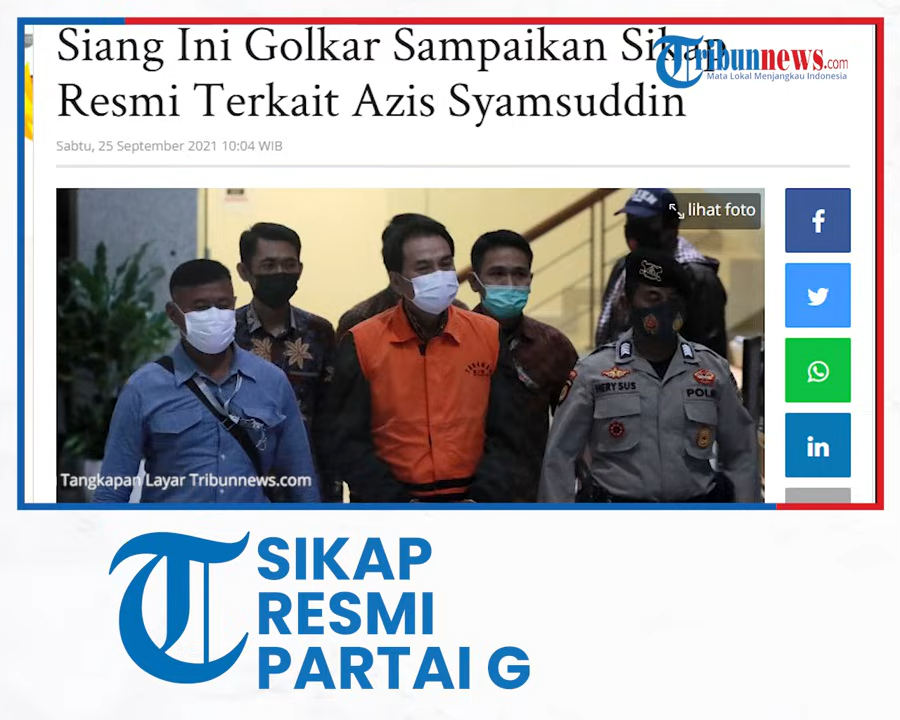 Siang Ini Golkar Sampaikan Sikap
Resmi Terkait Azis Syamsuddin
Tribunnews.com
Mata Lokal Menjangkau Indonesia
Sabtu, 25 September 2021 10:04 WIB
lihat foto
HERY SUS
POLRI
Tangkapan Layar Tribunnews.com
SIKAP
RESMI
PARTAI G